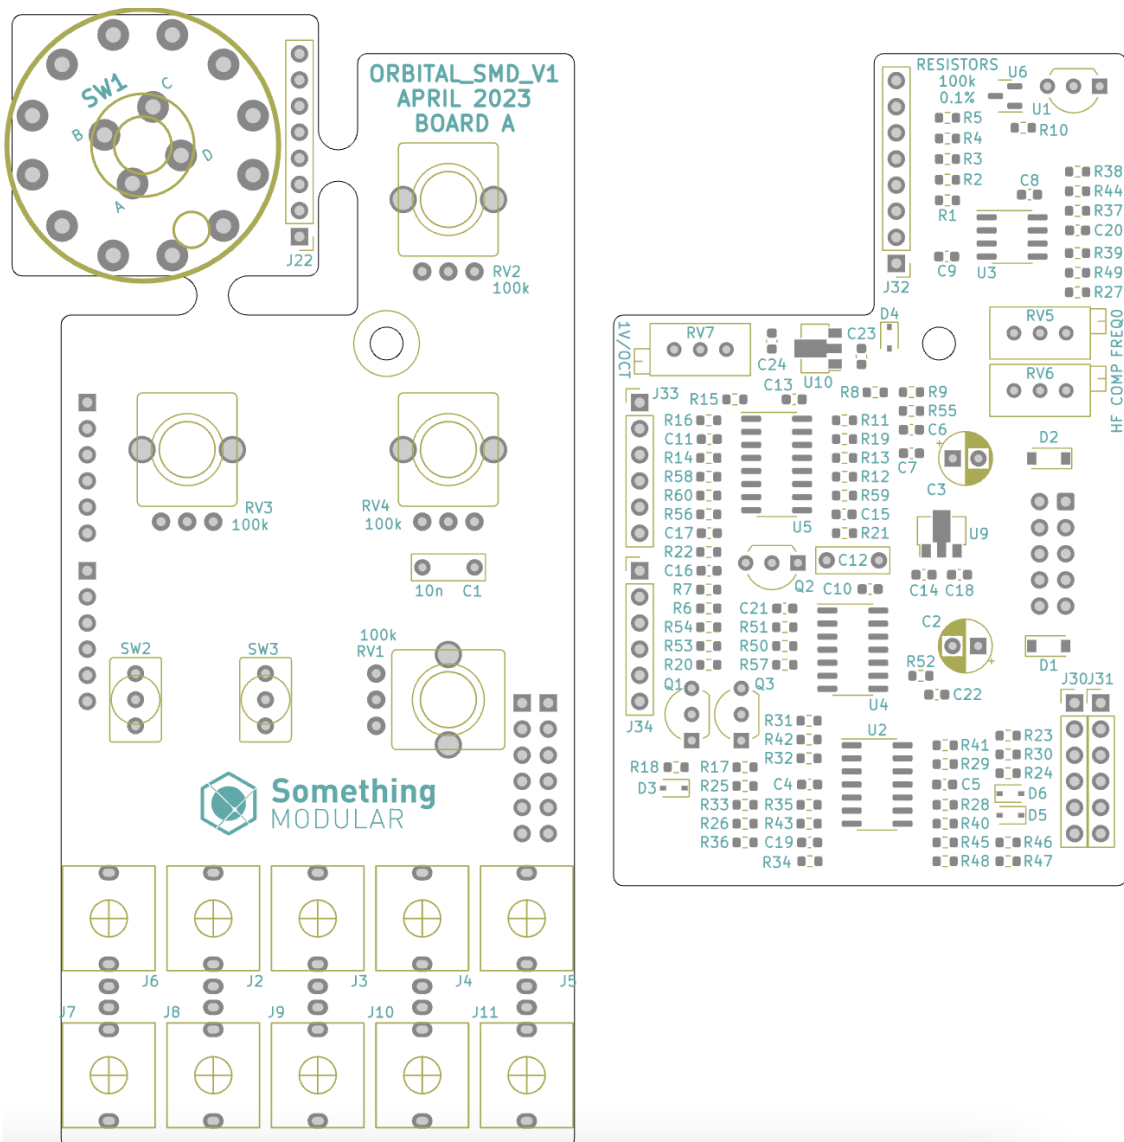 SW1
A
B
C
D
J22
ORBITAL_SMD_V1
APRIL 2023
BOARD A
RV2
100k
RV3
100k
RV4
100k
10n C1
SW2
SW3
100k
RV1
Something
MODULAR
J6
J2
J3
J4
J5
J7
J8
J9
J10
J11
RESISTORS
100k
0.1%
U6
U1
R5
R10
R4
R3
R2
R1
C8
R38
R44
R37
C20
R39
R49
R27
C9
U3
J32
D4
1V/OCT
RV7
C24
C23
U10
RV5
RV6
HF COMP FREQ0
J33
R15
C13
R8
R9
R55
C6
C7
R16
C11
R14
R58
R60
R56
C17
R22
C16
R7
R6
R54
R53
R20
R11
R19
R13
R12
R59
C15
R21
U5
+
C3
D2
U9
Q2
C12
C10
C14
C18
C21
R51
R50
R57
C2
+
D1
R52
C22
U4
J34
Q1
Q3
J30
J31
R31
R42
R32
U2
R18
D3
R17
R25
R33
R26
R36
C4
R35
R43
C19
R34
R41
R29
C5
R28
R40
R45
R48
R23
R30
R24
D6
D5
R46
R47